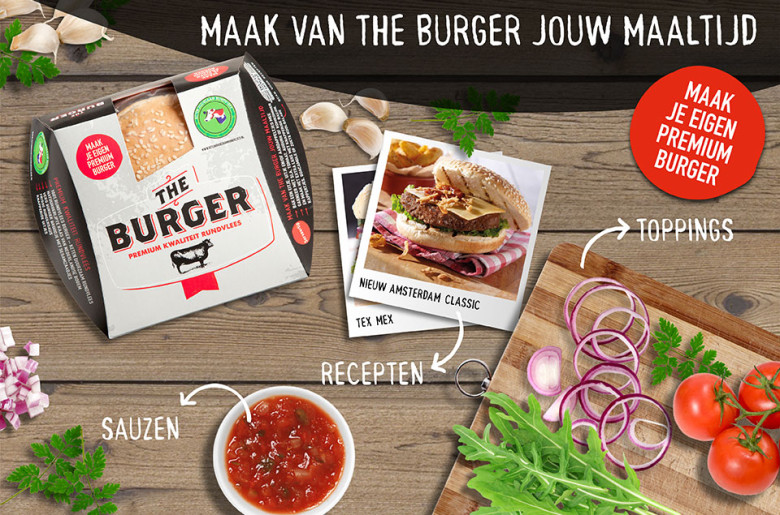 MAAK VAN THE BURGER JOUW MAALTIJD
MAAK
JE EIGEN
PREMIUM
BURGER
MAAK
JE EIGEN
PREMIUM
BURGER
THE
BURGER
PREMIUM KWALITEIT RUNDVLEES
TOPPINGS
NIEUW AMSTERDAM CLASSIC
TEX MEX
RECEPTEN
SAUZEN